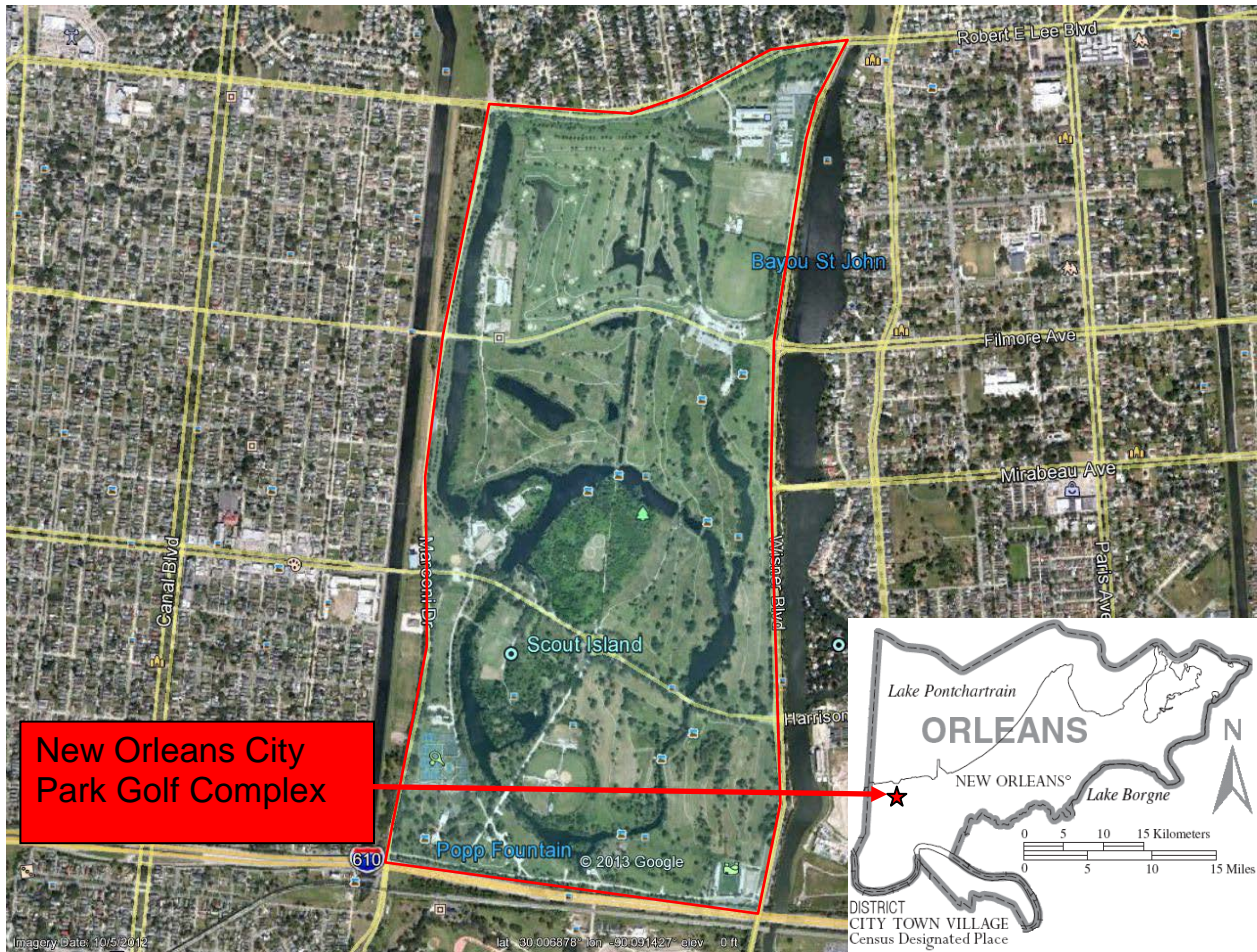 Robert E Lee Blvd
Bayou St John
Filmore Ave
Mirabeau Ave
Canal Blvd
Marconi Dr
Wisner Blvd
Paris Ave
Scout Island
Harrison
New Orleans City
Park Golf Complex
610
Popp Fountain
© 2013 Google
Imagery Date: 10/5/2012
lat 30.006878° lon -90.091427° elev 0 ft
Lake Pontchartrain
ORLEANS
N
NEW ORLEANS°
Lake Borgne
0 5 10 15 Kilometers
0 5 10 15 Miles
DISTRICT
CITY TOWN VILLAGE
Census Designated Place